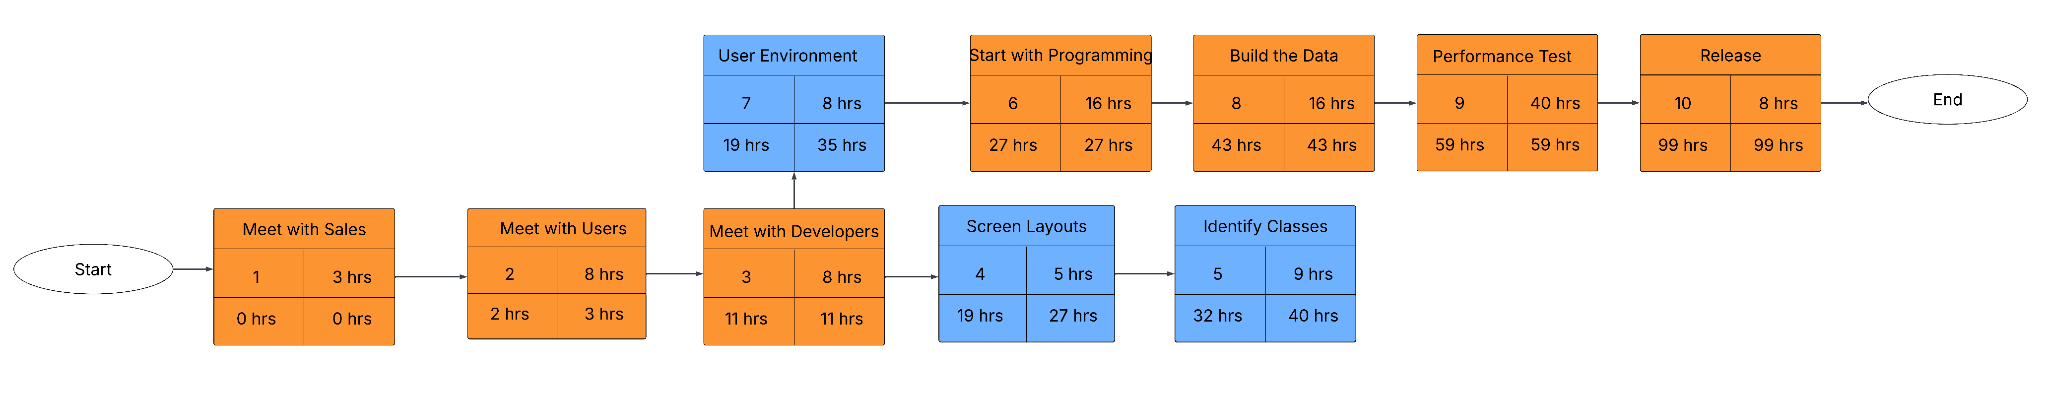 User Environment
7 8 hrs
19 hrs 35 hrs
Start with Programming
6 16 hrs
27 hrs 27 hrs
Build the Data
8 16 hrs
43 hrs 43 hrs
Performance Test
9 40 hrs
59 hrs 59 hrs
Release
10 8 hrs
99 hrs 99 hrs
End
Start
Meet with Sales
1 3 hrs
0 hrs 0 hrs
Meet with Users
2 8 hrs
2 hrs 3 hrs
Meet with Developers
3 8 hrs
11 hrs 11 hrs
Screen Layouts
4 5 hrs
19 hrs 27 hrs
Identify Classes
5 9 hrs
32 hrs 40 hrs